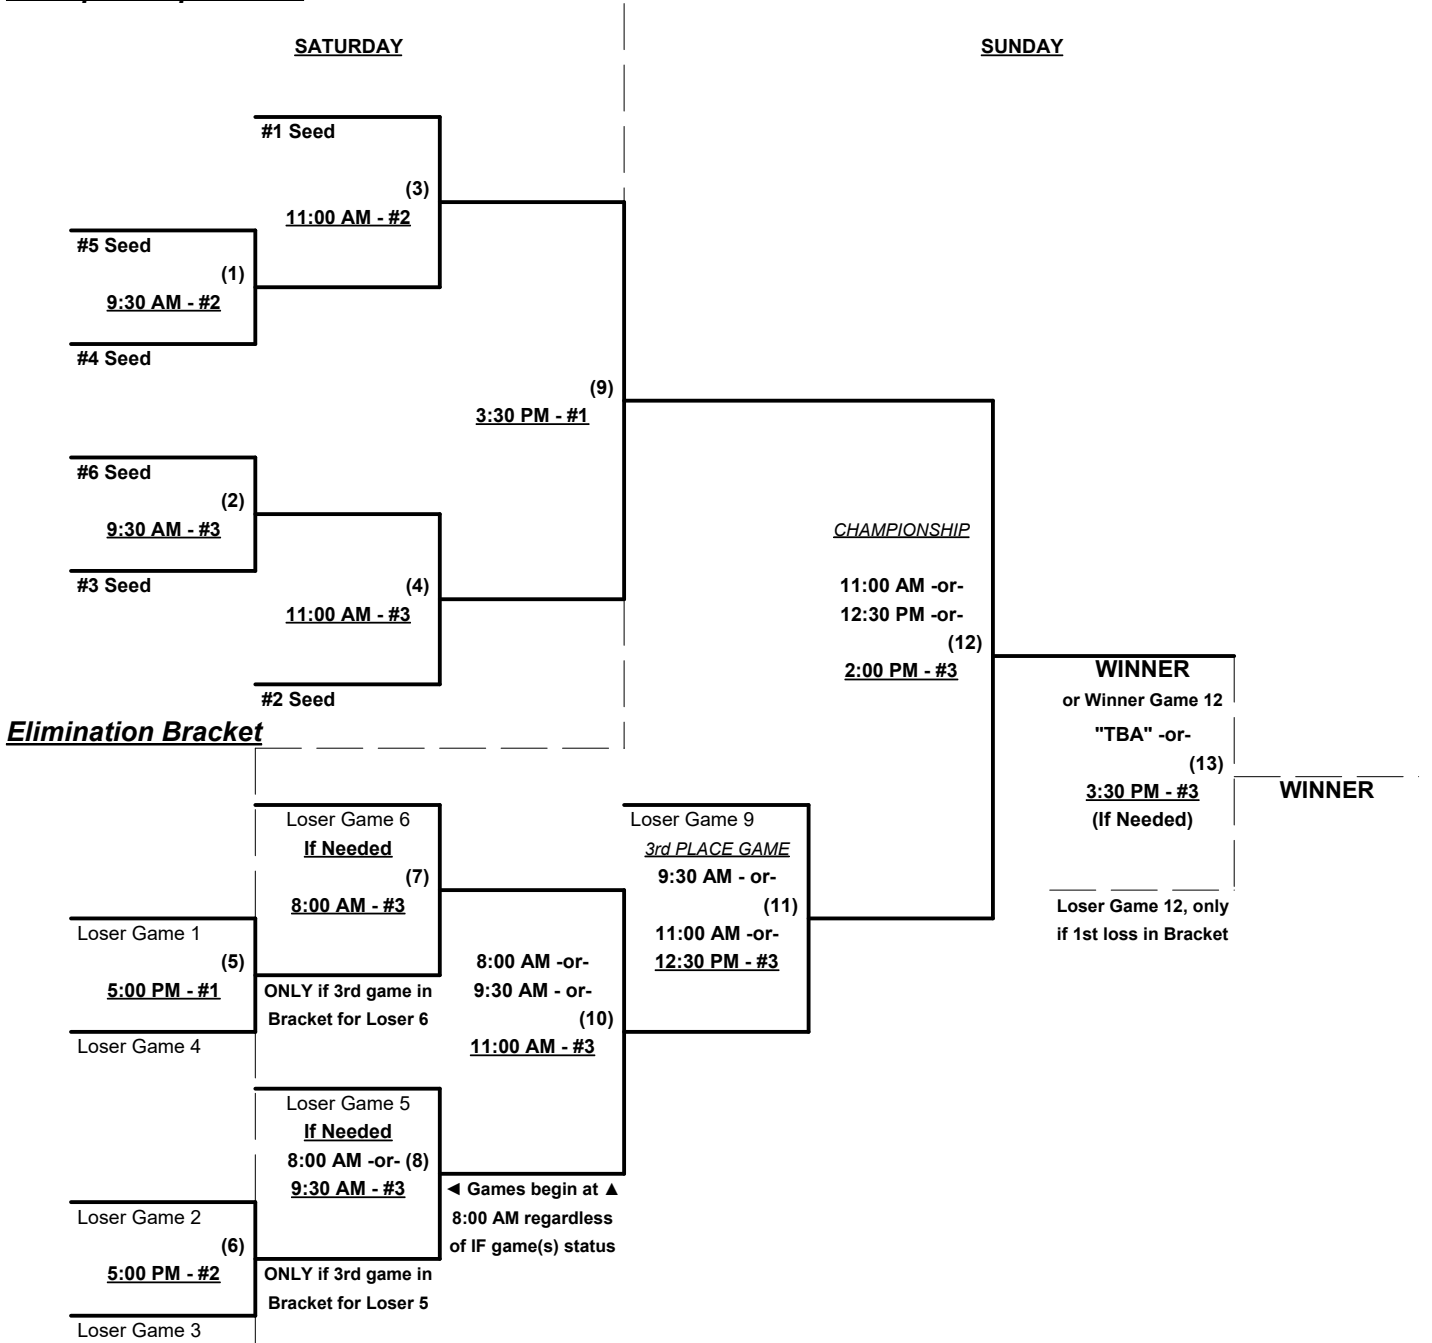 SATURDAY
SUNDAY
#1 Seed
(3)
11:00 AM - #2
#5 Seed
(1)
9:30 AM - #2
#4 Seed
(9)
3:30 PM - #1
#6 Seed
(2)
9:30 AM - #3
#3 Seed
(4)
11:00 AM - #3
#2 Seed
CHAMPIONSHIP
11:00 AM -or-
12:30 PM -or-
(12)
2:00 PM - #3
WINNER
or Winner Game 12
"TBA" -or-
(13)
3:30 PM - #3
(If Needed)
WINNER
Loser Game 12, only
if 1st loss in Bracket
Elimination Bracket
Loser Game 6
If Needed
(7)
8:00 AM - #3
Loser Game 1
(5)
5:00 PM - #1
Loser Game 4
ONLY if 3rd game in
Bracket for Loser 6
8:00 AM -or-
9:30 AM - or-
(10)
11:00 AM - #3
Loser Game 9
3rd PLACE GAME
9:30 AM - or-
(11)
11:00 AM -or-
12:30 PM - #3
Loser Game 5
If Needed
8:00 AM -or- (8)
9:30 AM - #3
◄ Games begin at ▲
8:00 AM regardless
of IF game(s) status
Loser Game 2
(6)
5:00 PM - #2
Loser Game 3
ONLY if 3rd game in
Bracket for Loser 5